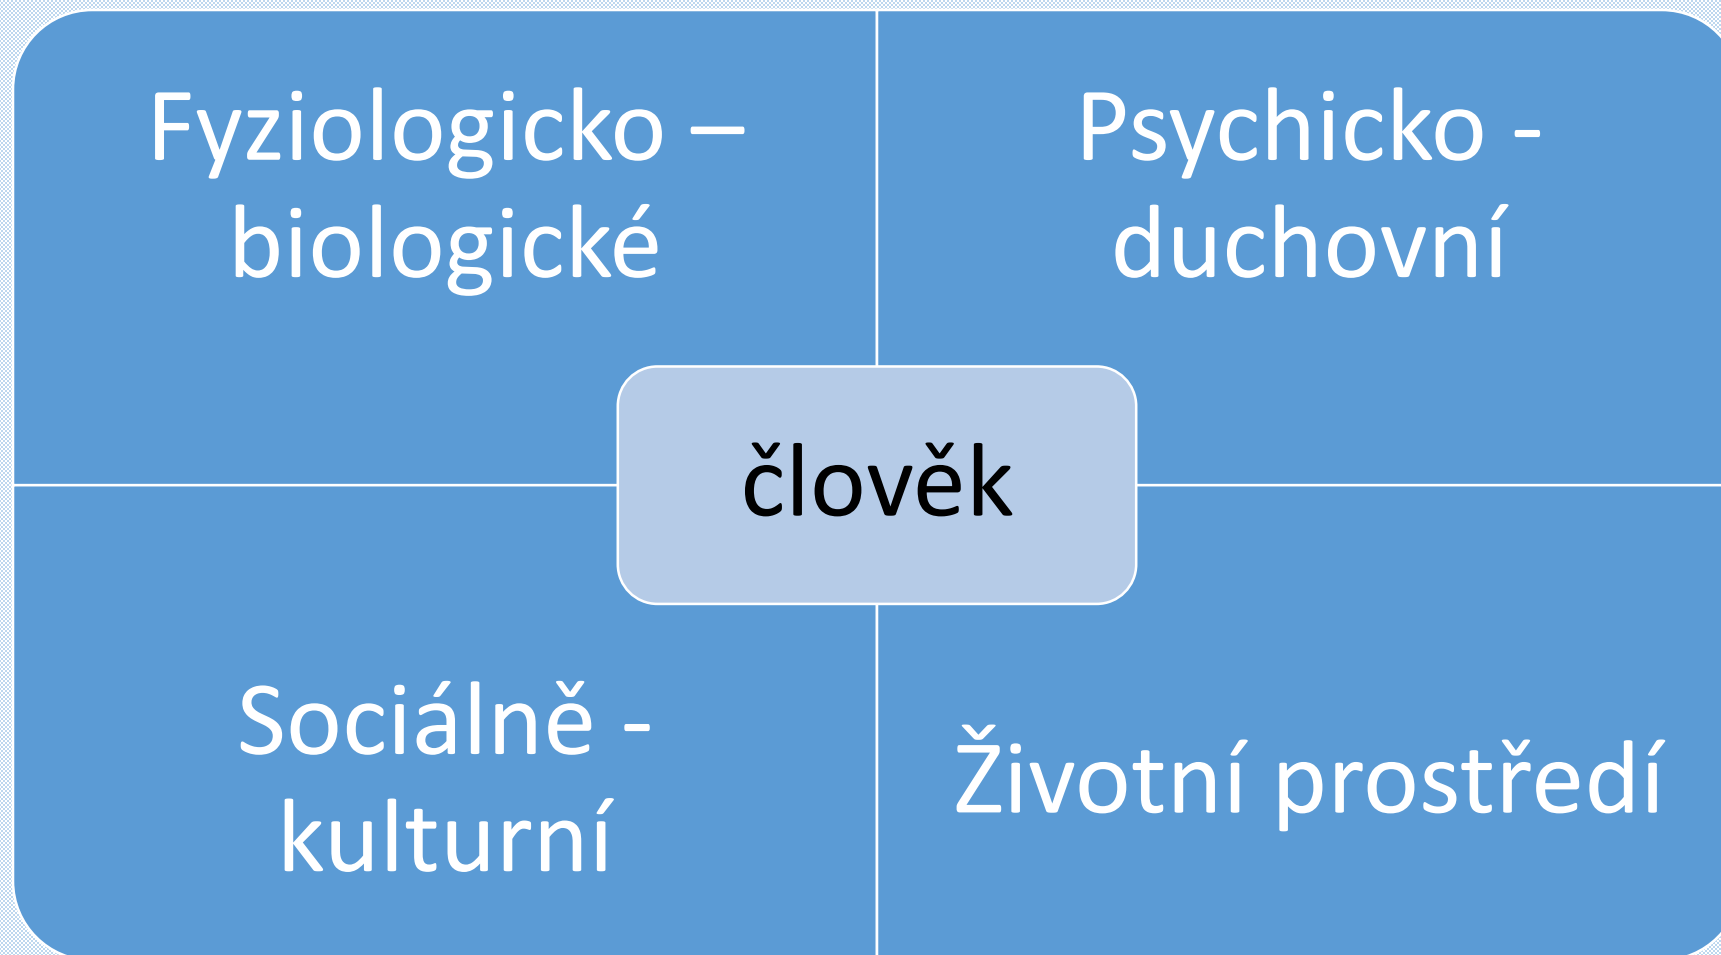 Fyziologicko –
biologické
Psychicko -
duchovní
člověk
Sociálně -
kulturní
Životní prostředí